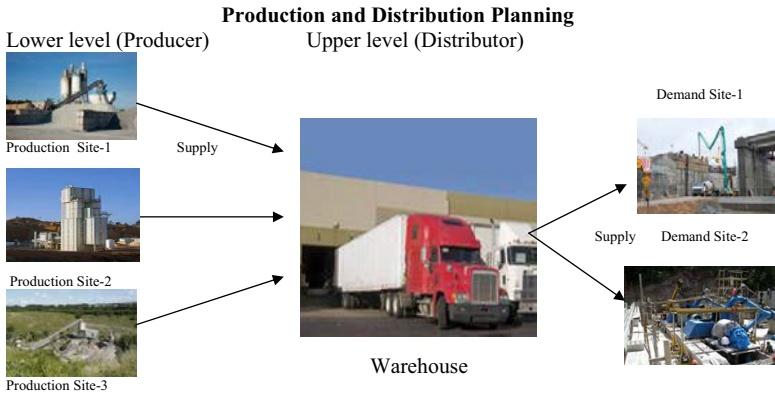 Production and Distribution Planning
Lower level (Producer)
Upper level (Distributor)
Production Site-1
Supply
Production Site-2
Production Site-3
Warehouse
Demand Site-1
Supply
Demand Site-2